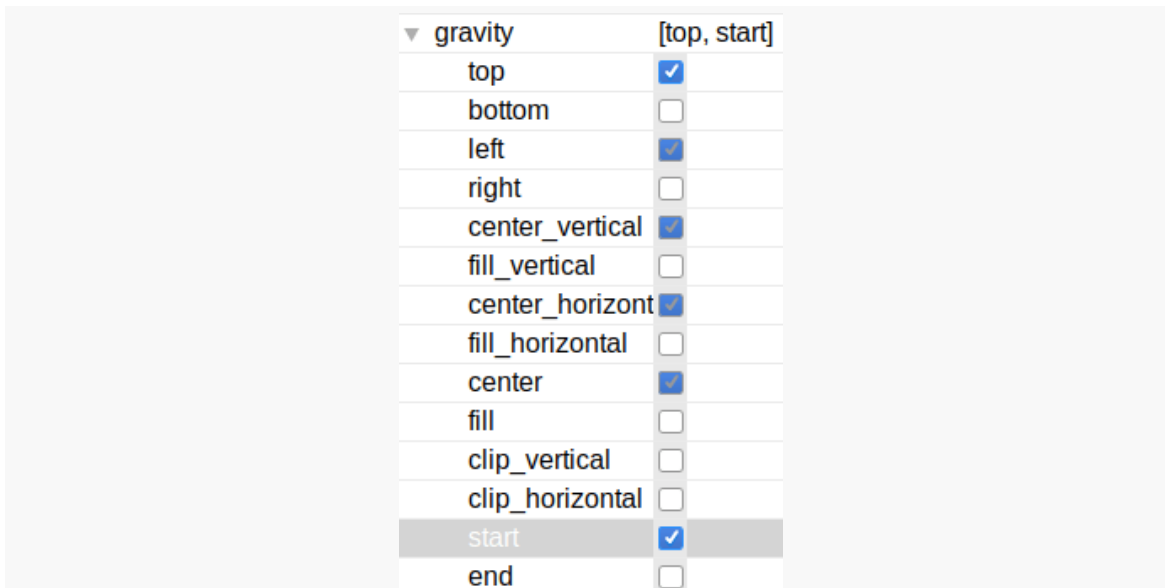 gravity [top, start]
top
bottom
left
right
center_vertical
fill_vertical
center_horizont
fill_horizontal
center
fill
clip_vertical
clip_horizontal
start
end